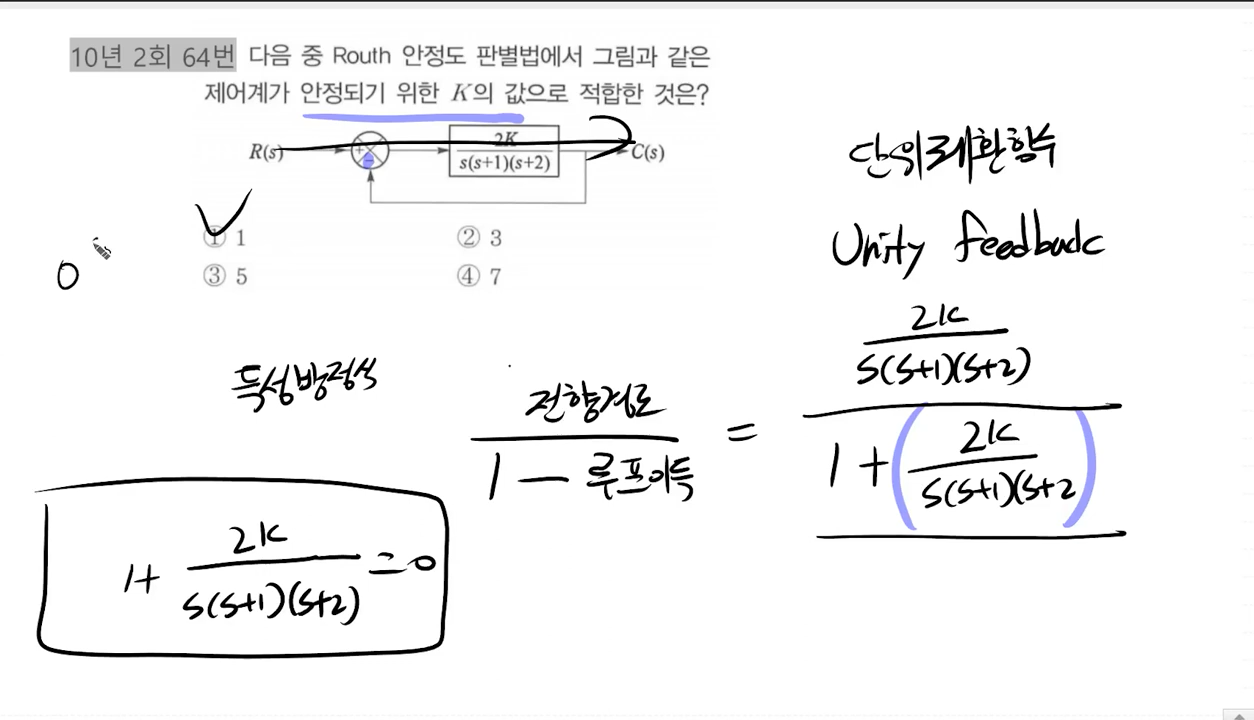 10년 2회 64번 다음 중 Routh 안정도 판별법에서 그림과 같은
제어계가 안정되기 위한 K의 값으로 적합한 것은?
R(s) + - 2K C(s)
s(s+1)(s+2)
① 1 ② 3
③ 5 ④ 7
0
단위궤환함수
Unity feedback
2K
s(s+1)(s+2)
특성방정식
전향경로 = 2K
1 - 루프이득 1 + ( s(s+1)(s+2 )
1+ 2K =0
s(s+1)(s+2)